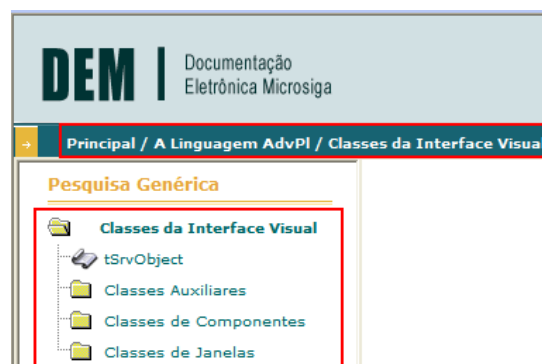 DEM
Documentação
Eletrônica Microsiga
Principal / A Linguagem AdvPl / Classes da Interface Visual
Pesquisa Genérica
Classes da Interface Visual
tSrvObject
Classes Auxiliares
Classes de Componentes
Classes de Janelas